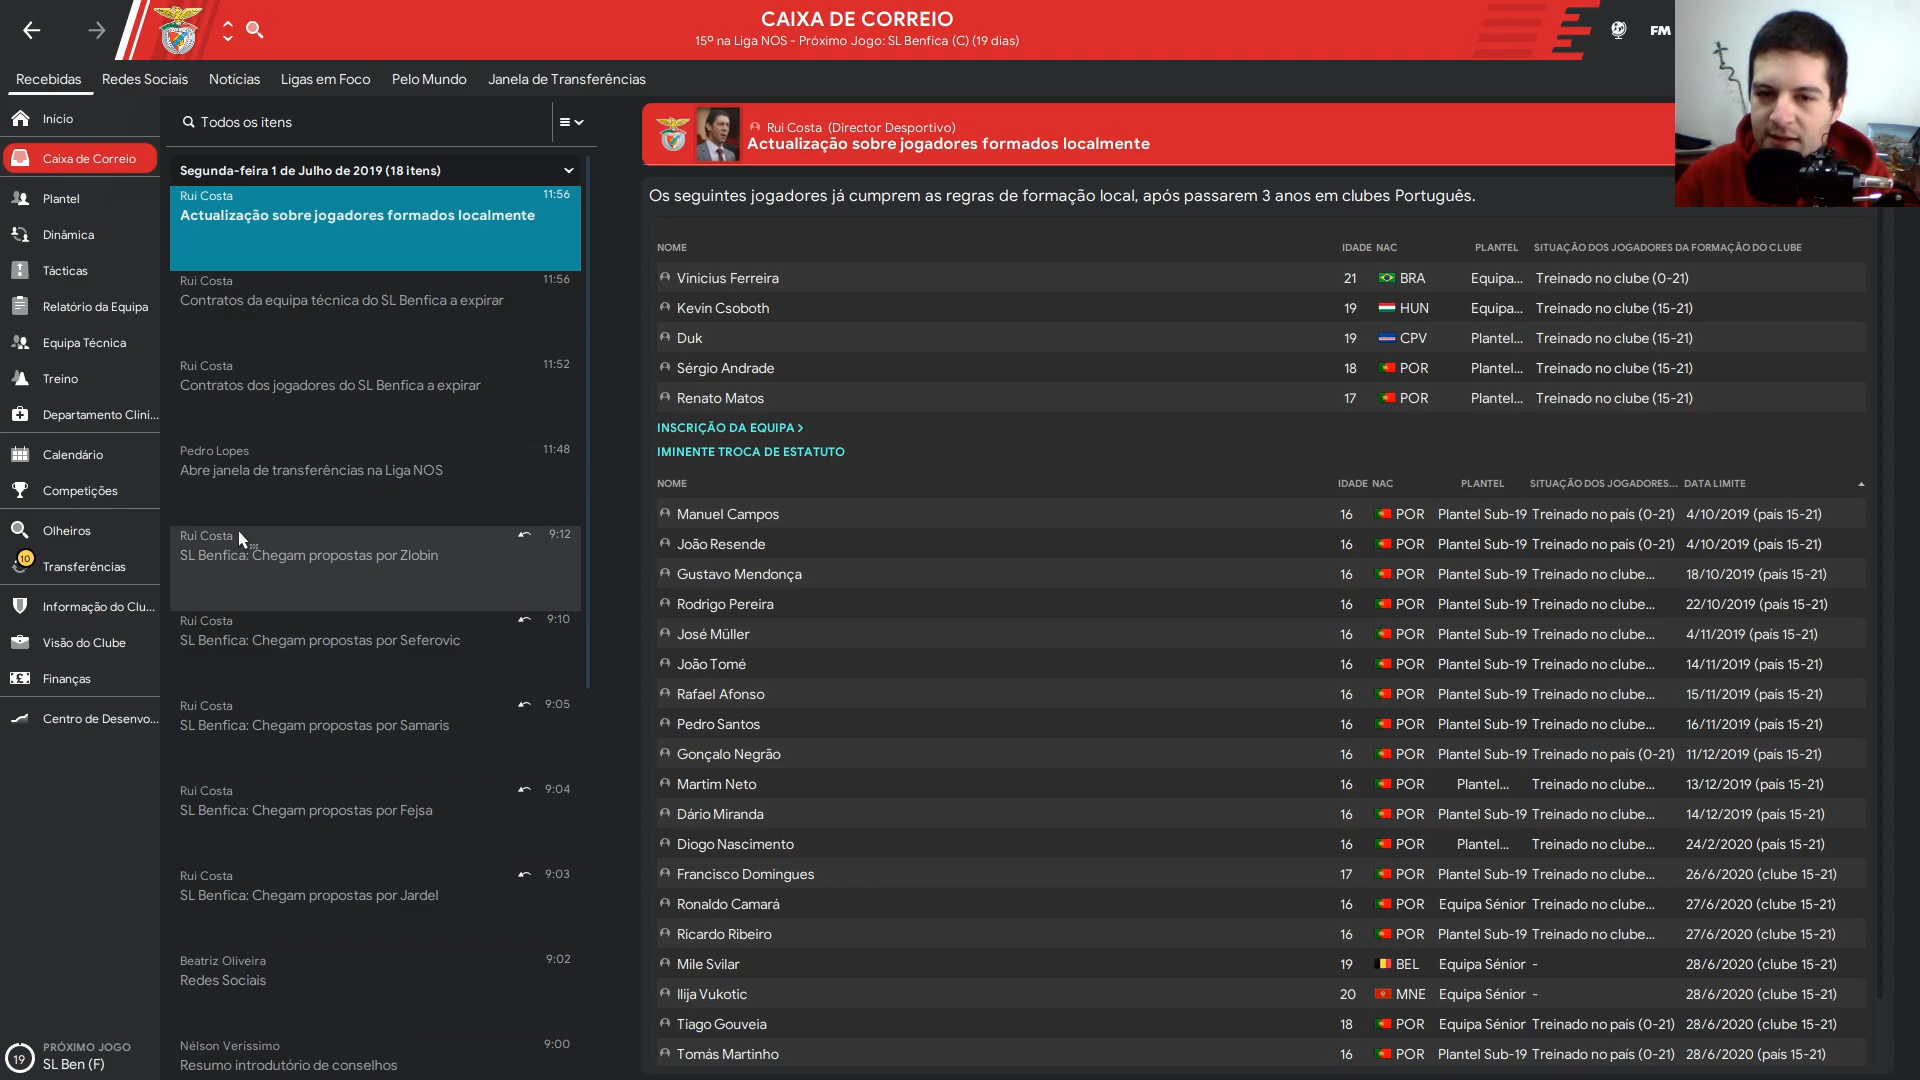 CAIXA DE CORREIO
15º na Liga NOS - Próximo Jogo: SL Benfica (C) (19 dias)
FM
Recebidas Redes Sociais Notícias Ligas em Foco Pelo Mundo Janela de Transferências
Início
Caixa de Correio
Plantel
Dinâmica
Tácticas
Relatório da Equipa
Equipa Técnica
Treino
Departamento Clíni...
Calendário
Competições
Olheiros
10
Transferências
Informação do Clu...
Visão do Clube
Finanças
Centro de Desenvo...
19
PRÓXIMO JOGO
SL Ben (F)
Todos os itens
Segunda-feira 1 de Julho de 2019 (18 itens)
Rui Costa 11:56
Actualização sobre jogadores formados localmente
Rui Costa 11:56
Contratos da equipa técnica do SL Benfica a expirar
Rui Costa 11:52
Contratos dos jogadores do SL Benfica a expirar
Pedro Lopes 11:48
Abre janela de transferências na Liga NOS
Rui Costa 9:12
SL Benfica: Chegam propostas por Zlobin
Rui Costa 9:10
SL Benfica: Chegam propostas por Seferovic
Rui Costa 9:05
SL Benfica: Chegam propostas por Samaris
Rui Costa 9:04
SL Benfica: Chegam propostas por Fejsa
Rui Costa 9:03
SL Benfica: Chegam propostas por Jardel
Beatriz Oliveira 9:02
Redes Sociais
Nélson Veríssimo 9:00
Resumo introdutório de conselhos
Rui Costa (Director Desportivo)
Actualização sobre jogadores formados localmente
Os seguintes jogadores já cumprem as regras de formação local, após passarem 3 anos em clubes Português.
NOME IDADE NAC PLANTEL SITUAÇÃO DOS JOGADORES DA FORMAÇÃO DO CLUBE
Vinicius Ferreira 21 BRA Equipa... Treinado no clube (0-21)
Kevin Csoboth 19 HUN Equipa... Treinado no clube (15-21)
Duk 19 CPV Plantel... Treinado no clube (15-21)
Sérgio Andrade 18 POR Plantel... Treinado no clube (15-21)
Renato Matos 17 POR Plantel... Treinado no clube (15-21)
INSCRIÇÃO DA EQUIPA >
IMINENTE TROCA DE ESTATUTO
NOME IDADE NAC PLANTEL SITUAÇÃO DOS JOGADORES... DATA LIMITE
Manuel Campos 16 POR Plantel Sub-19 Treinado no país (0-21) 4/10/2019 (país 15-21)
João Resende 16 POR Plantel Sub-19 Treinado no país (0-21) 4/10/2019 (país 15-21)
Gustavo Mendonça 16 POR Plantel Sub-19 Treinado no clube... 18/10/2019 (país 15-21)
Rodrigo Pereira 16 POR Plantel Sub-19 Treinado no clube... 22/10/2019 (país 15-21)
José Müller 16 POR Plantel Sub-19 Treinado no clube... 4/11/2019 (país 15-21)
João Tomé 16 POR Plantel Sub-19 Treinado no clube... 14/11/2019 (país 15-21)
Rafael Afonso 16 POR Plantel Sub-19 Treinado no clube... 15/11/2019 (país 15-21)
Pedro Santos 16 POR Plantel Sub-19 Treinado no clube... 16/11/2019 (país 15-21)
Gonçalo Negrão 16 POR Plantel Sub-19 Treinado no país (0-21) 11/12/2019 (país 15-21)
Martim Neto 16 POR Plantel... Treinado no clube... 13/12/2019 (país 15-21)
Dário Miranda 16 POR Plantel Sub-19 Treinado no clube... 14/12/2019 (país 15-21)
Diogo Nascimento 16 POR Plantel... Treinado no clube... 24/2/2020 (país 15-21)
Francisco Domingues 17 POR Plantel Sub-19 Treinado no clube... 26/6/2020 (clube 15-21)
Ronaldo Camará 16 POR Equipa Sénior Treinado no clube... 27/6/2020 (clube 15-21)
Ricardo Ribeiro 16 POR Plantel Sub-19 Treinado no clube... 27/6/2020 (clube 15-21)
Mile Svilar 19 BEL Equipa Sénior - 28/6/2020 (clube 15-21)
Ilija Vukotic 20 MNE Equipa Sénior - 28/6/2020 (clube 15-21)
Tiago Gouveia 18 POR Equipa Sénior Treinado no país (0-21) 28/6/2020 (clube 15-21)
Tomás Martinho 16 POR Plantel Sub-19 Treinado no país (0-21) 28/6/2020 (país 15-21)